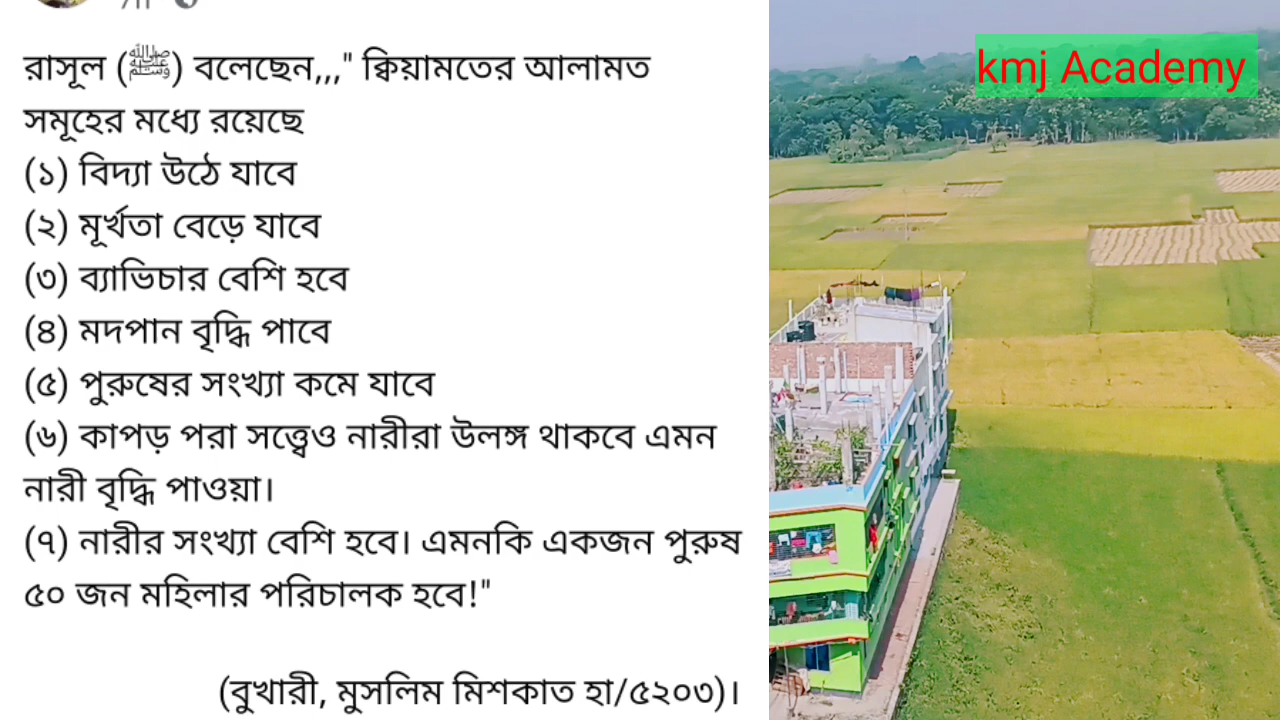 রাসূল (ﷺ) বলেছেন,,," ক্বিয়ামতের আলামত
সমূহের মধ্যে রয়েছে
(১) বিদ্যা উঠে যাবে
(২) মূর্খতা বেড়ে যাবে
(৩) ব্যাভিচার বেশি হবে
(৪) মদপান বৃদ্ধি পাবে
(৫) পুরুষের সংখ্যা কমে যাবে
(৬) কাপড় পরা সত্ত্বেও নারীরা উলঙ্গ থাকবে এমন
নারী বৃদ্ধি পাওয়া।
(৭) নারীর সংখ্যা বেশি হবে। এমনকি একজন পুরুষ
৫০ জন মহিলার পরিচালক হবে!"
(বুখারী, মুসলিম মিশকাত হা/৫২০৩)।
kmj Academy